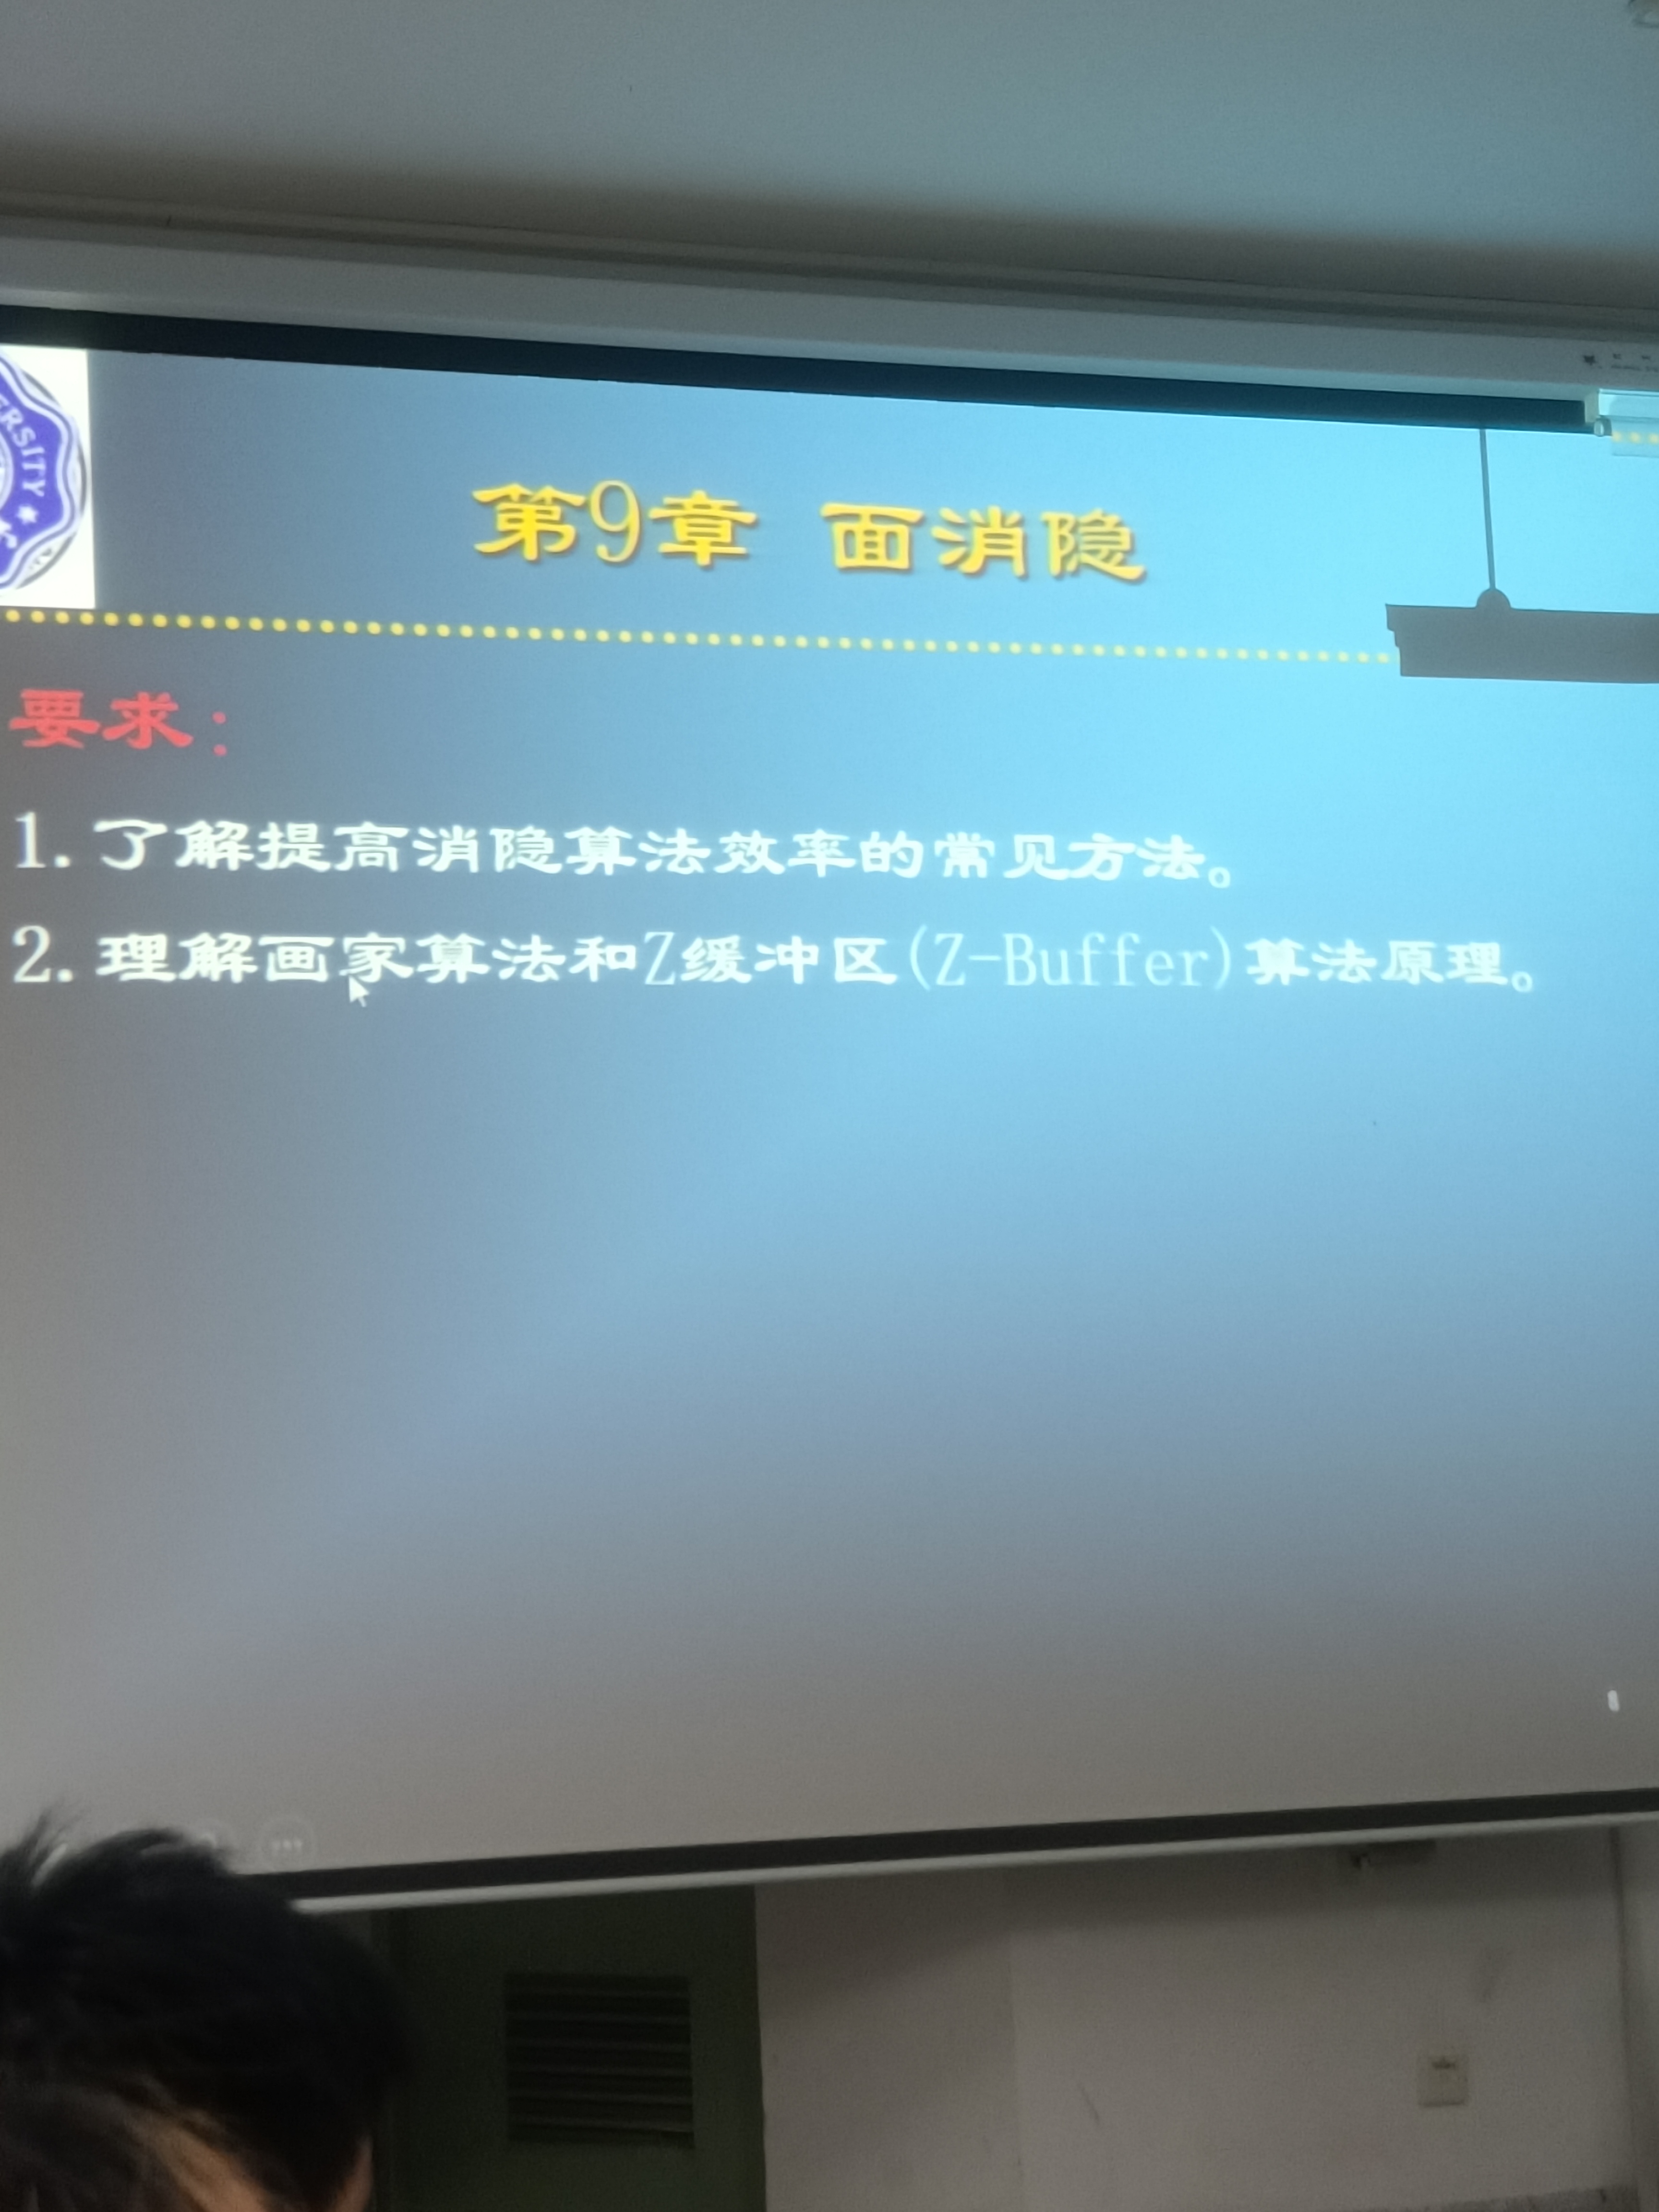 ERSITY
第9章 面消隐
要求：
1.了解提高消隐算法效率的常见方法。
2.理解画家算法和Z缓冲区(Z-Buffer)算法原理。